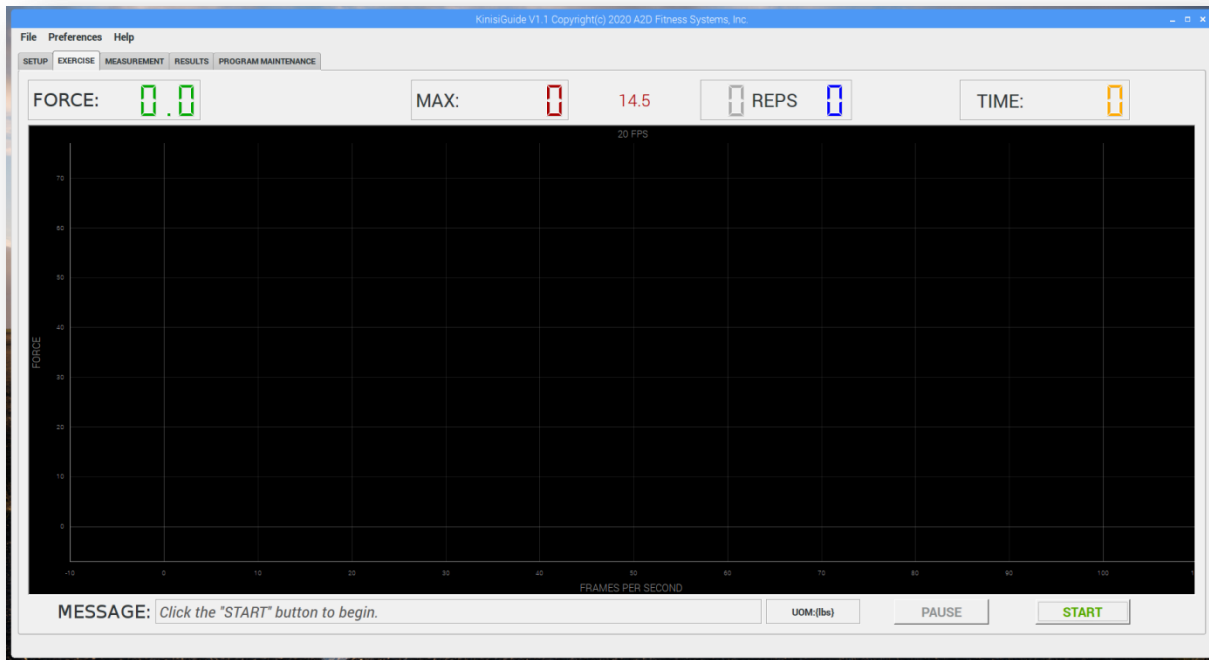 KinisiGuide V1.1 Copyright(c) 2020 A2D Fitness Systems, Inc.
File Preferences Help
SETUP EXERCISE MEASUREMENT RESULTS PROGRAM MAINTENANCE
FORCE: 0.0 MAX: 0 14.5 0 REPS 0 TIME: 0
20 FPS
70
60
50
40
FORCE
30
20
10
0
-10 0 10 20 30 40 50 60 70 80 90 100
FRAMES PER SECOND
MESSAGE: Click the "START" button to begin. UOM:(lbs) PAUSE START